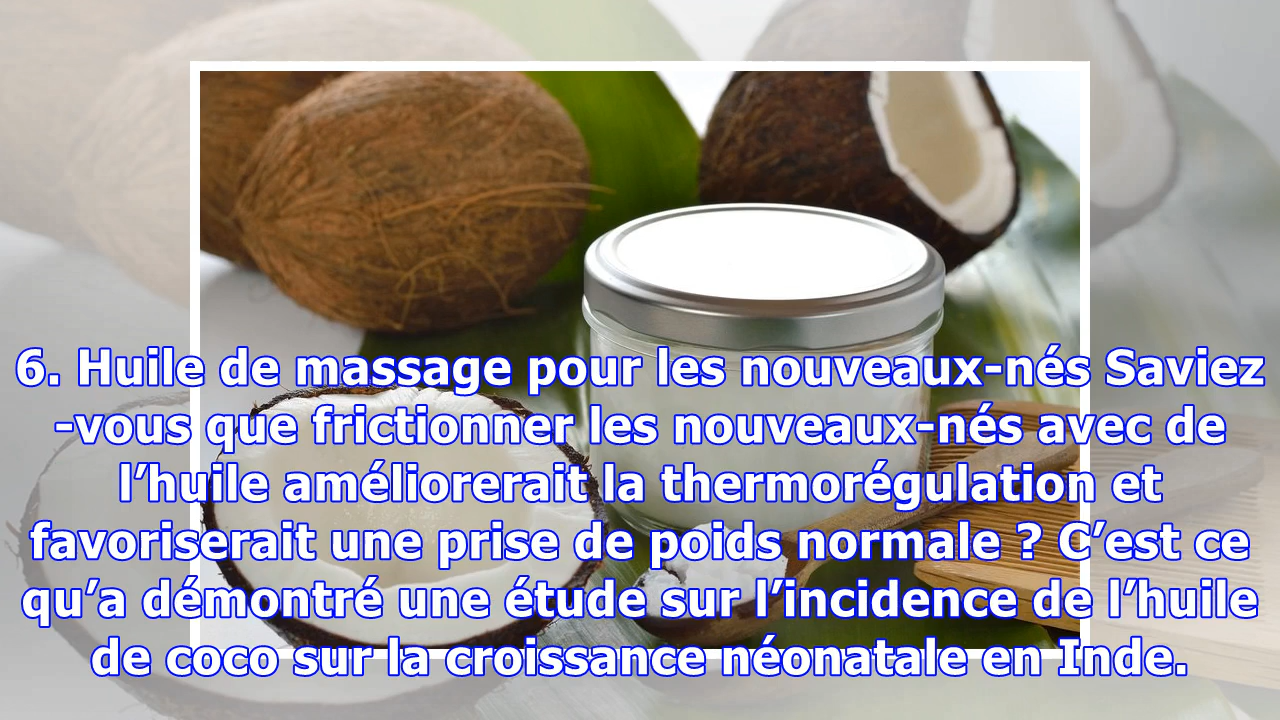 6. Huile de massage pour les nouveaux-nés Saviez
-vous que frictionner les nouveaux-nés avec de
l’huile améliorerait la thermorégulation et
favoriserait une prise de poids normale ? C’est ce
qu’a démontré une étude sur l’incidence de l’huile
de coco sur la croissance néonatale en Inde.